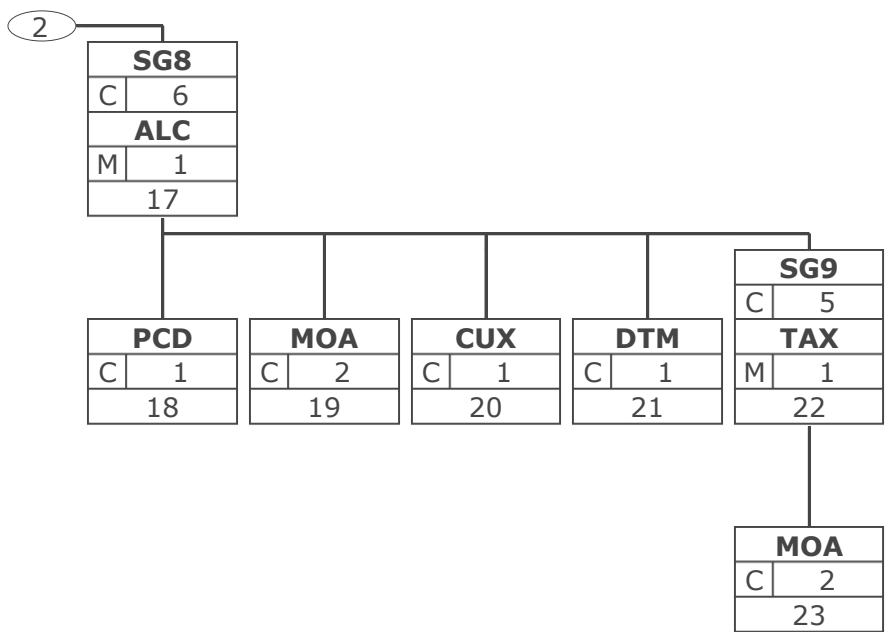 2
SG8
C 6
ALC
M 1
17
SG9
C 5
PCD MOA CUX DTM TAX
C 1 C 2 C 1 C 1 M 1
18 19 20 21 22
MOA
C 2
23